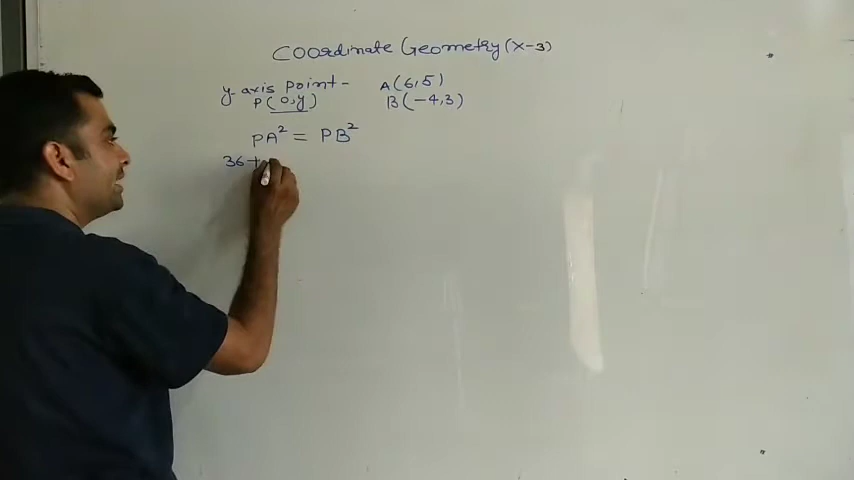 Coordinate Geometry (X-3)
y-axis point- A(6,5)
P(0,y) B(-4,3)
PA² = PB²
36+